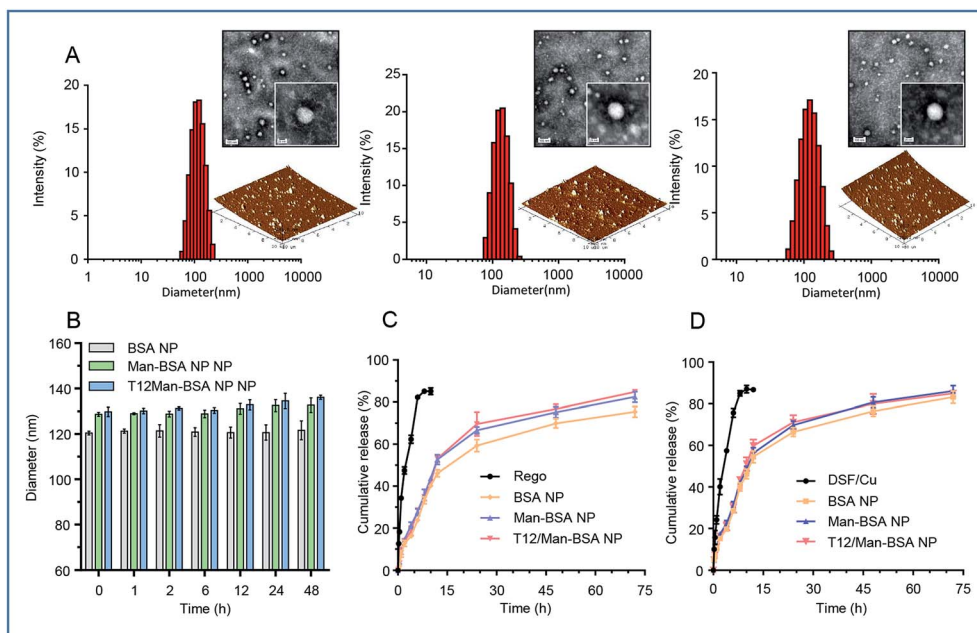 A
20
15
10
5
0
Intensity (%)
1
10
100
1000
10000
Diameter(nm)
25
20
15
10
5
0
Intensity (%)
10
100
1000
10000
Diameter(nm)
20
15
10
5
0
Intensity (%)
10
100
1000
10000
Diameter(nm)
B
160
140
120
100
80
60
Diameter (nm)
BSA NP
Man-BSA NP NP
T12Man-BSA NP NP
0
1
2
6
12
24
48
Time (h)
C
100
80
60
40
20
0
Cumulative release (%)
Rego
BSA NP
Man-BSA NP
T12/Man-BSA NP
0
15
30
45
60
75
Time (h)
D
100
80
60
40
20
0
Cumulative release (%)
DSF/Cu
BSA NP
Man-BSA NP
T12/Man-BSA NP
0
15
30
45
60
75
Time (h)